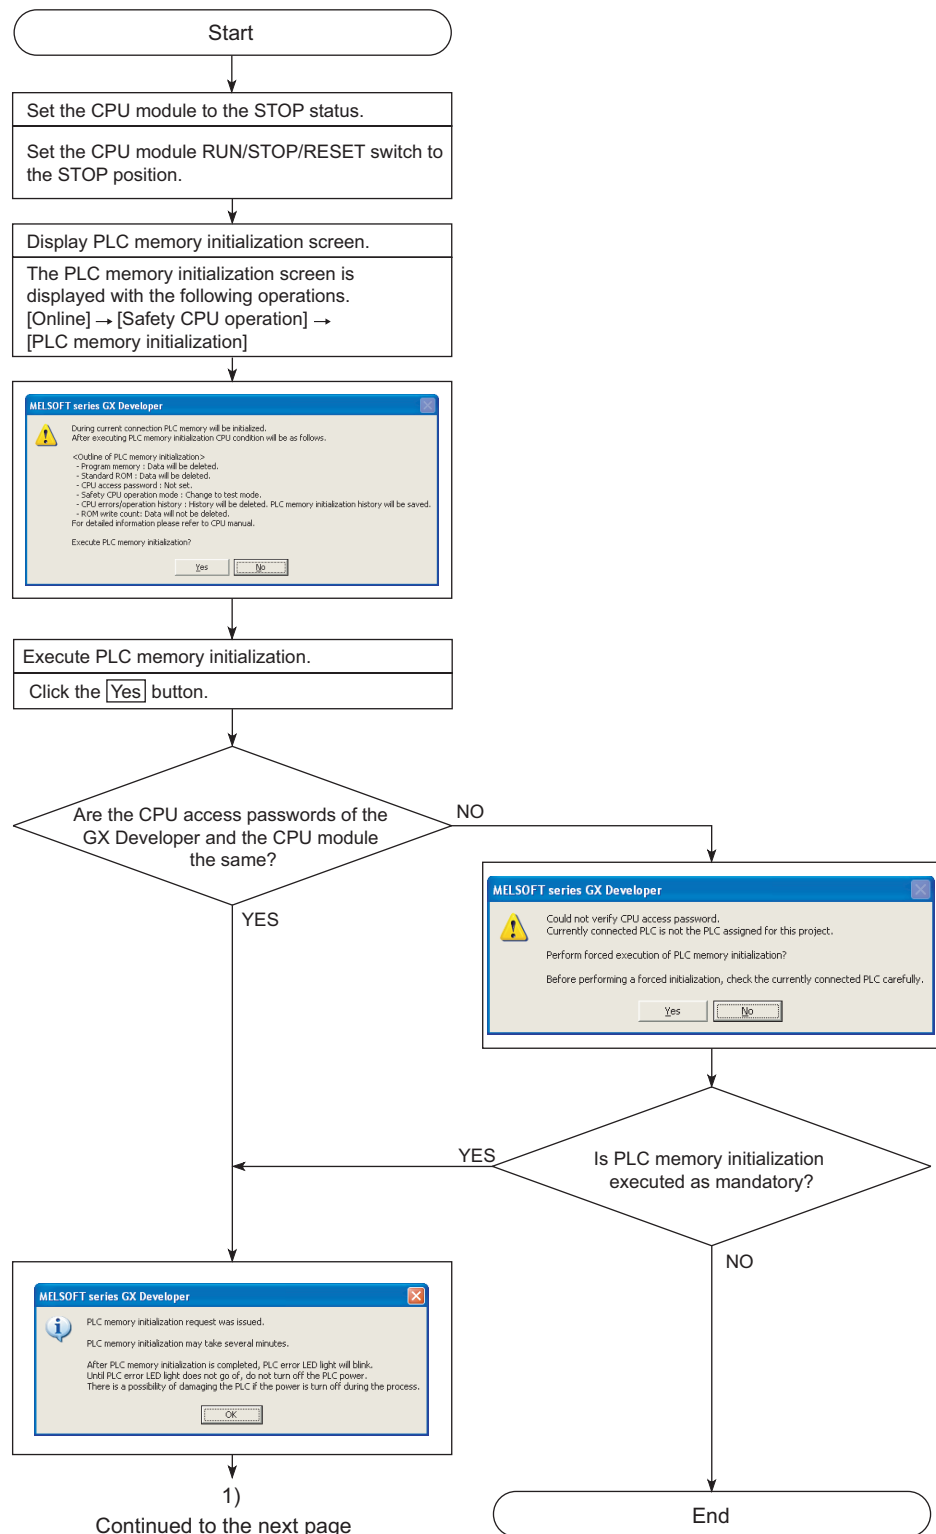 Start
Set the CPU module to the STOP status.
Set the CPU module RUN/STOP/RESET switch to
the STOP position.
Display PLC memory initialization screen.
The PLC memory initialization screen is
displayed with the following operations.
[Online] → [Safety CPU operation] →
[PLC memory initialization]
MELSOFT series GX Developer
During current connection PLC memory will be initialized.
After executing PLC memory initialization CPU condition will be as follows.
<Outline of PLC memory initialization>
- Program memory : Data will be deleted.
- Standard ROM : Data will be deleted.
- CPU access password : Not set.
- Safety CPU operation mode : Change to test mode.
- CPU errors/operation history : History will be deleted. PLC memory initialization history will be saved.
- ROM write count: Data will not be deleted.
For detailed information please refer to CPU manual.
Execute PLC memory initialization?
Yes No
Execute PLC memory initialization.
Click the Yes button.
Are the CPU access passwords of the
GX Developer and the CPU module
the same?
NO
YES
MELSOFT series GX Developer
Could not verify CPU access password.
Currently connected PLC is not the PLC assigned for this project.
Perform forced execution of PLC memory initialization?
Before performing a forced initialization, check the currently connected PLC carefully.
Yes No
YES
Is PLC memory initialization
executed as mandatory?
NO
MELSOFT series GX Developer
PLC memory initialization request was issued.
PLC memory initialization may take several minutes.
After PLC memory initialization is completed, PLC error LED light will blink.
Until PLC error LED light does not go of, do not turn off the PLC power.
There is a possibility of damaging the PLC if the power is turn off during the process.
OK
1)
Continued to the next page
End